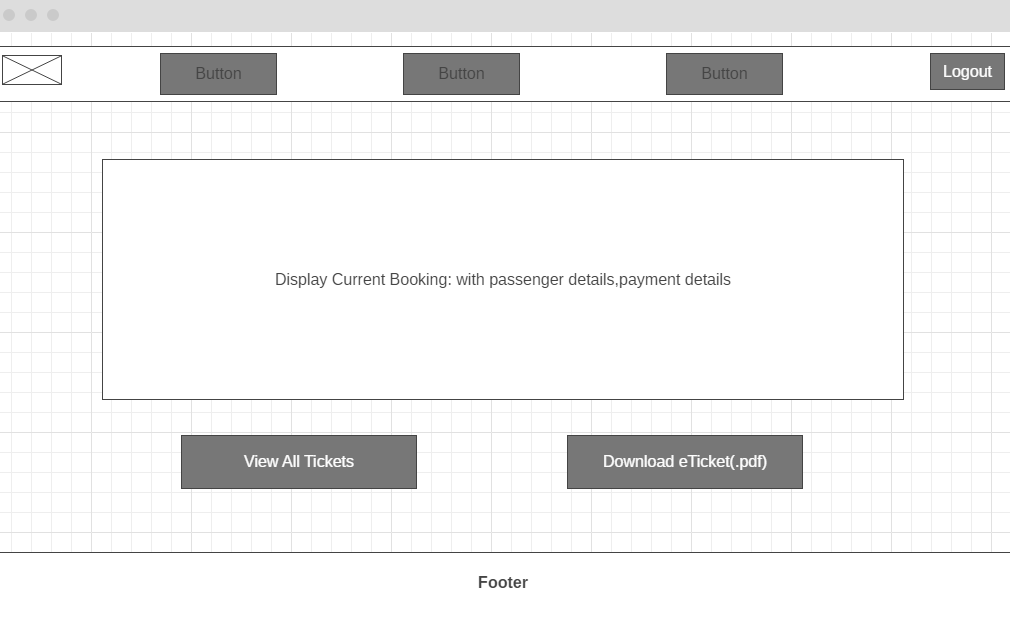 Button
Button
Button
Logout
Display Current Booking: with passenger details,payment details
View All Tickets
Download eTicket(.pdf)
Footer